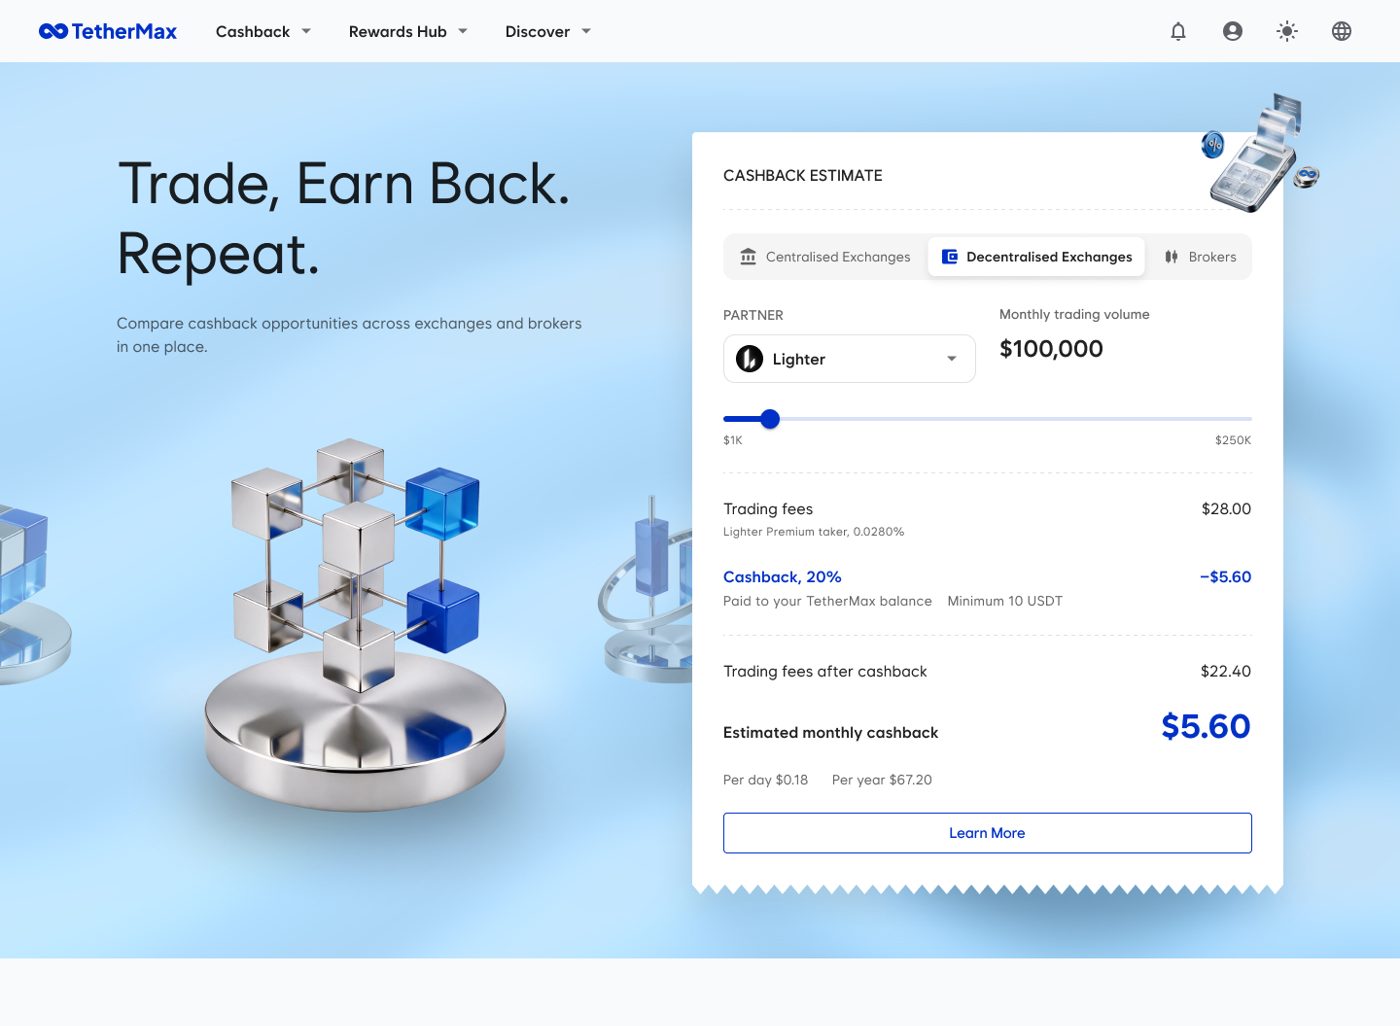 TetherMax
Cashback
Rewards Hub
Discover
Trade, Earn Back.
Repeat.
Compare cashback opportunities across exchanges and brokers
in one place.
CASHBACK ESTIMATE
%
Centralised Exchanges
Decentralised Exchanges
Brokers
PARTNER
Lighter
Monthly trading volume
$100,000
$1K
$250K
Trading fees
$28.00
Lighter Premium taker, 0.0280%
Cashback, 20%
−$5.60
Paid to your TetherMax balance
Minimum 10 USDT
Trading fees after cashback
$22.40
Estimated monthly cashback
$5.60
Per day $0.18
Per year $67.20
Learn More